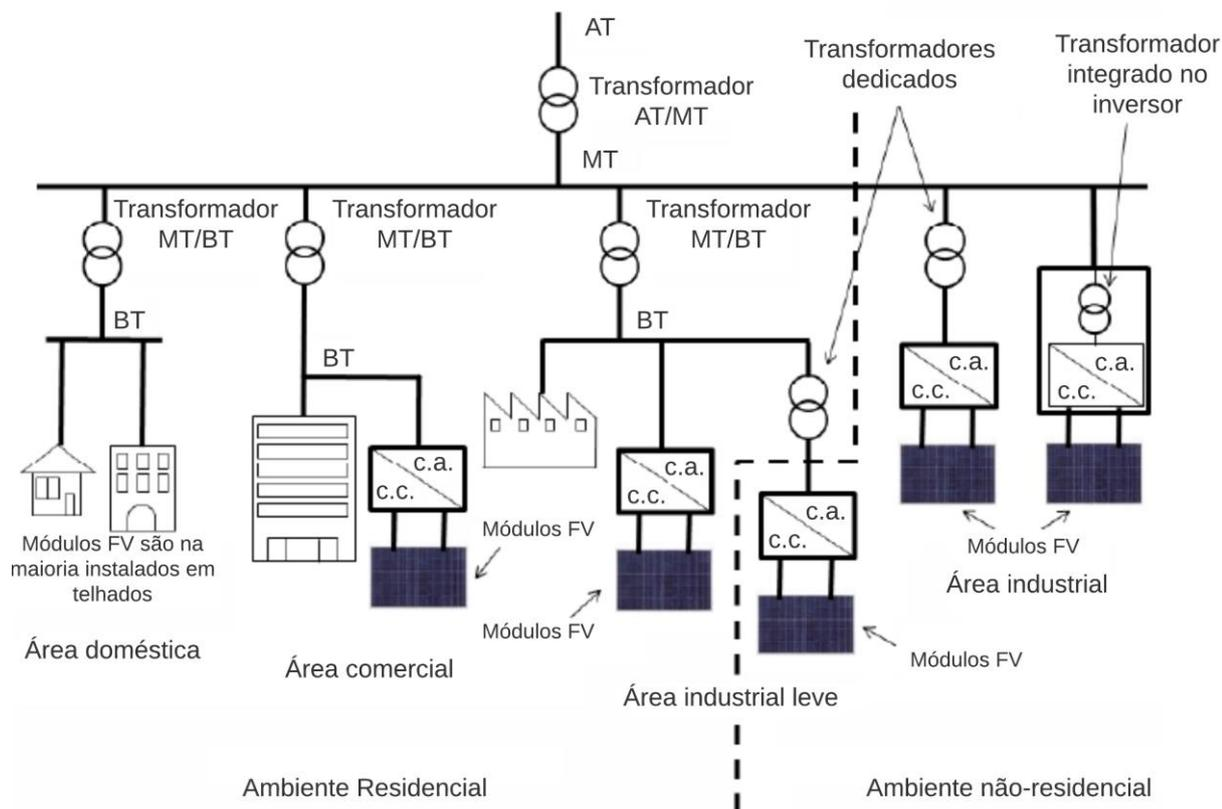 AT
Transformador
AT/MT
MT
Transformadores
dedicados
Transformador
integrado no
inversor
Transformador
MT/BT
Transformador
MT/BT
Transformador
MT/BT
BT
BT
BT
c.a.
c.c.
c.a.
c.c.
c.a.
c.c.
c.a.
c.c.
c.a.
c.c.
Módulos FV são na
maioria instalados em
telhados
Módulos FV
Módulos FV
Módulos FV
Módulos FV
Área doméstica
Área comercial
Área industrial leve
Área industrial
Ambiente Residencial
Ambiente não-residencial